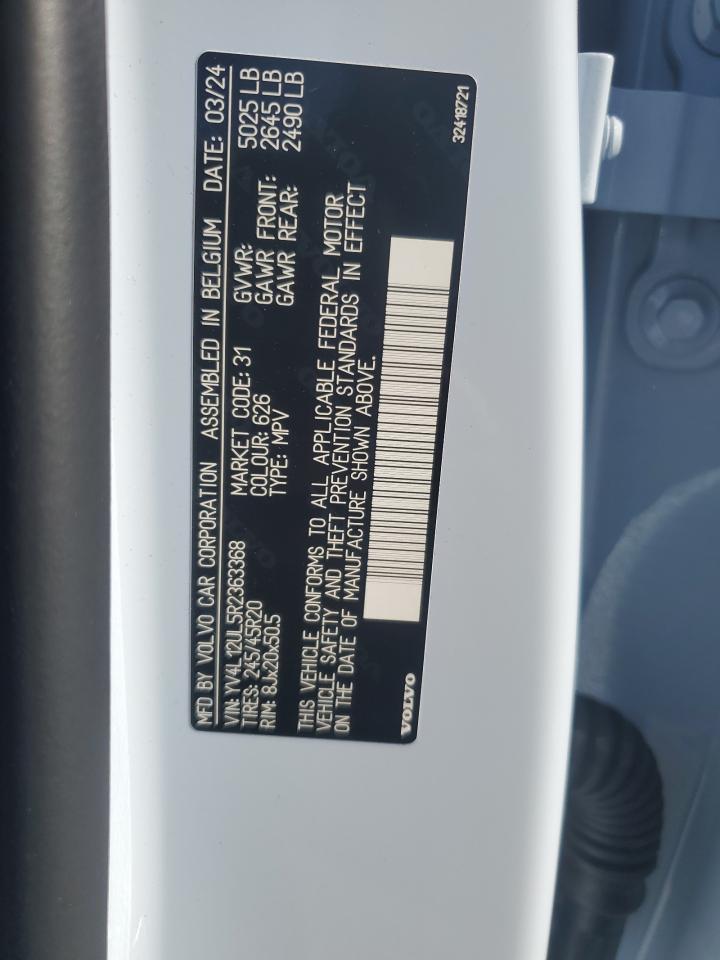 MFD BY VOLVO CAR CORPORATION ASSEMBLED IN BELGIUM DATE: 03/24
VIN: YV4L12UL5R2363368 MARKET CODE: 31 GVWR: 5025 LB
TIRES: 245/45R20 COLOUR: 626 GAWR FRONT: 2645 LB
RIM: 8Jx20x50.5 TYPE: MPV GAWR REAR: 2490 LB
THIS VEHICLE CONFORMS TO ALL APPLICABLE FEDERAL MOTOR
VEHICLE SAFETY AND THEFT PREVENTION STANDARDS IN EFFECT
ON THE DATE OF MANUFACTURE SHOWN ABOVE.
VOLVO
32418721